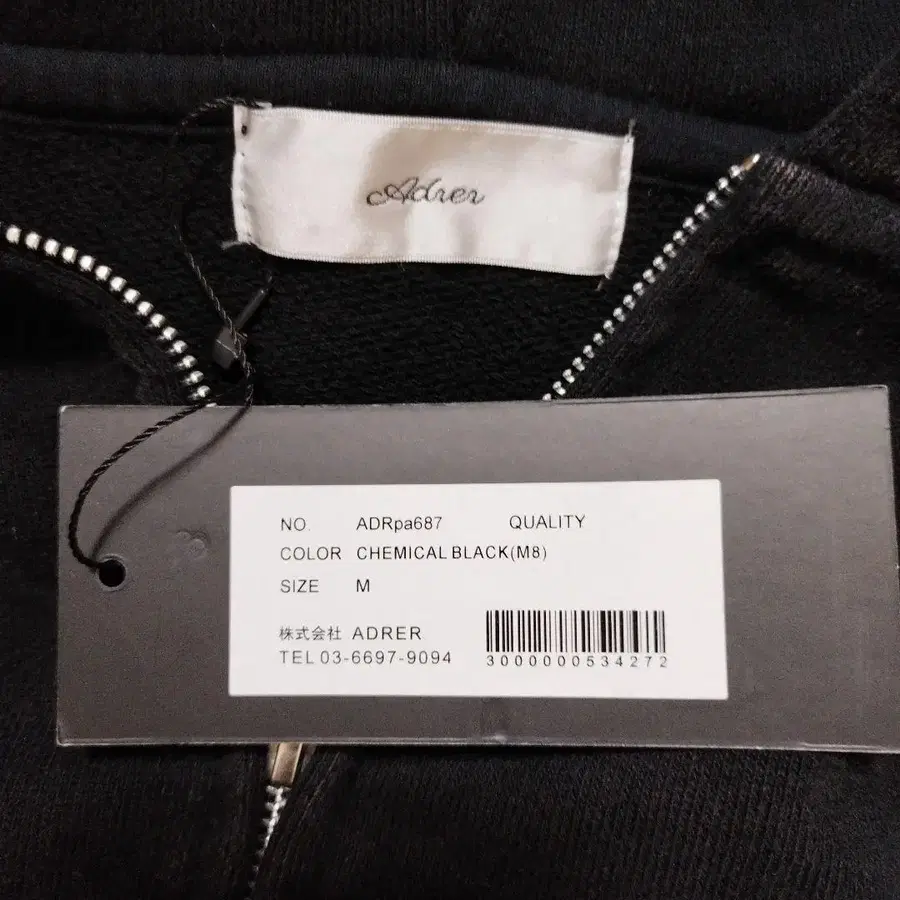 Adrer
NO. ADRpa687 QUALITY
COLOR CHEMICAL BLACK(M8)
SIZE M
株式会社 ADRER
TEL 03-6697-9094
3000000534272